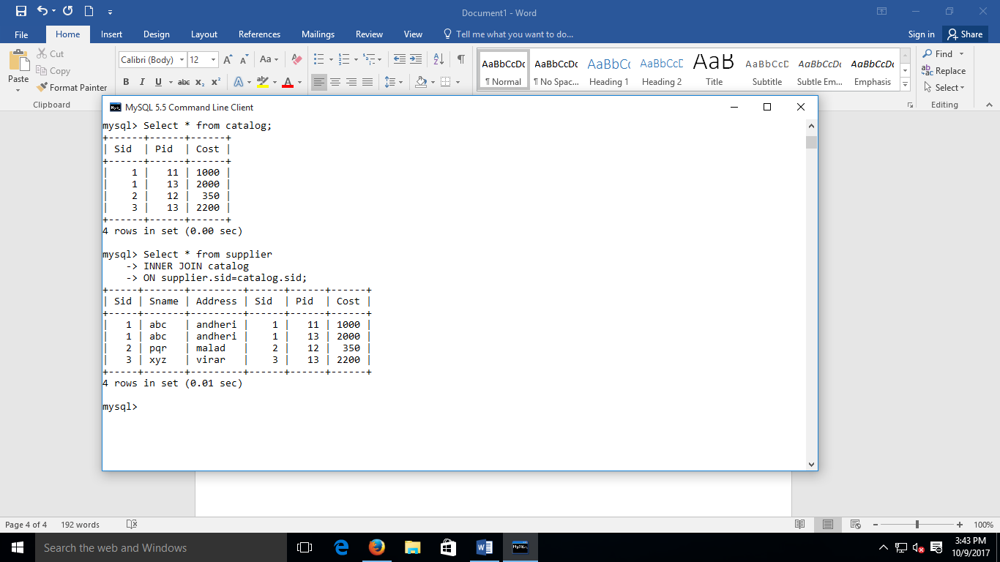 Document1 - Word
File Home Insert Design Layout References Mailings Review View Tell me what you want to do... Sign in Share
Paste
Cut
Copy
Format Painter
Clipboard
Calibri (Body) 12 A A Aa A
B I U abc x₂ x² A ab A
AaBbCcDc AaBbCcDc AaBbCc AaBbCcD AaB AaBbCcD AaBbCcDc AaBbCcDc
¶ Normal ¶ No Spac... Heading 1 Heading 2 Title Subtitle Subtle Em... Emphasis
Find
Replace
Select
Editing
MySQL 5.5 Command Line Client
mysql> Select * from catalog;
+------+------+------+
| Sid  | Pid  | Cost |
+------+------+------+
|    1 |   11 | 1000 |
|    1 |   13 | 2000 |
|    2 |   12 |  350 |
|    3 |   13 | 2200 |
+------+------+------+
4 rows in set (0.00 sec)
mysql> Select * from supplier
    -> INNER JOIN catalog
    -> ON supplier.sid=catalog.sid;
+-----+-------+---------+------+------+------+
| Sid | Sname | Address | Sid  | Pid  | Cost |
+-----+-------+---------+------+------+------+
|   1 | abc   | andheri |    1 |   11 | 1000 |
|   1 | abc   | andheri |    1 |   13 | 2000 |
|   2 | pqr   | malad   |    2 |   12 |  350 |
|   3 | xyz   | virar   |    3 |   13 | 2200 |
+-----+-------+---------+------+------+------+
4 rows in set (0.01 sec)
mysql>
Page 4 of 4 192 words 100%
Search the web and Windows
3:43 PM
10/9/2017